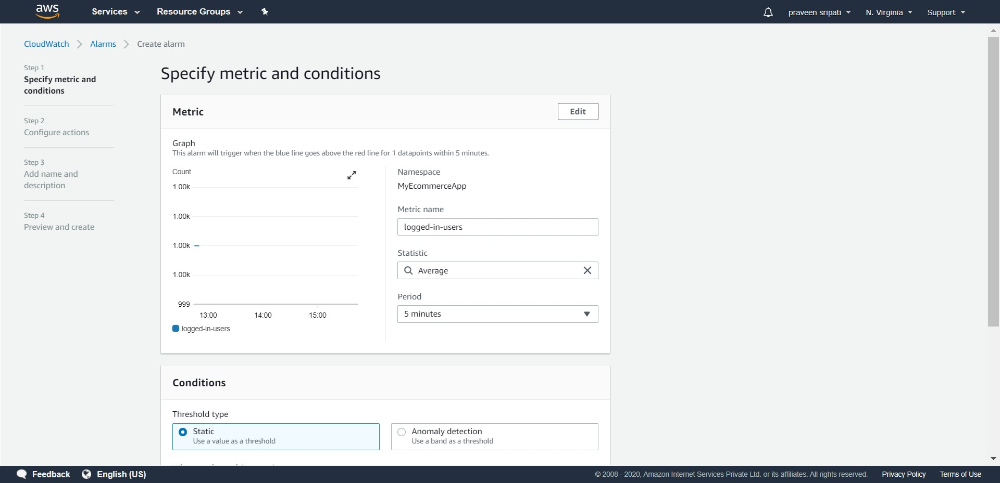 aws
Services
Resource Groups
praveen sripati
N. Virginia
Support
CloudWatch
Alarms
Create alarm
Step 1
Specify metric and
conditions
Step 2
Configure actions
Step 3
Add name and
description
Step 4
Preview and create
Specify metric and conditions
Metric
Edit
Graph
This alarm will trigger when the blue line goes above the red line for 1 datapoints within 5 minutes.
Count
1.00k
1.00k
1.00k
1.00k
999
13:00
14:00
15:00
logged-in-users
Namespace
MyEcommerceApp
Metric name
logged-in-users
Statistic
Average
Period
5 minutes
Conditions
Threshold type
Static
Use a value as a threshold
Anomaly detection
Use a band as a threshold
Feedback
English (US)
© 2008 - 2020, Amazon Internet Services Private Ltd. or its affiliates. All rights reserved.
Privacy Policy
Terms of Use